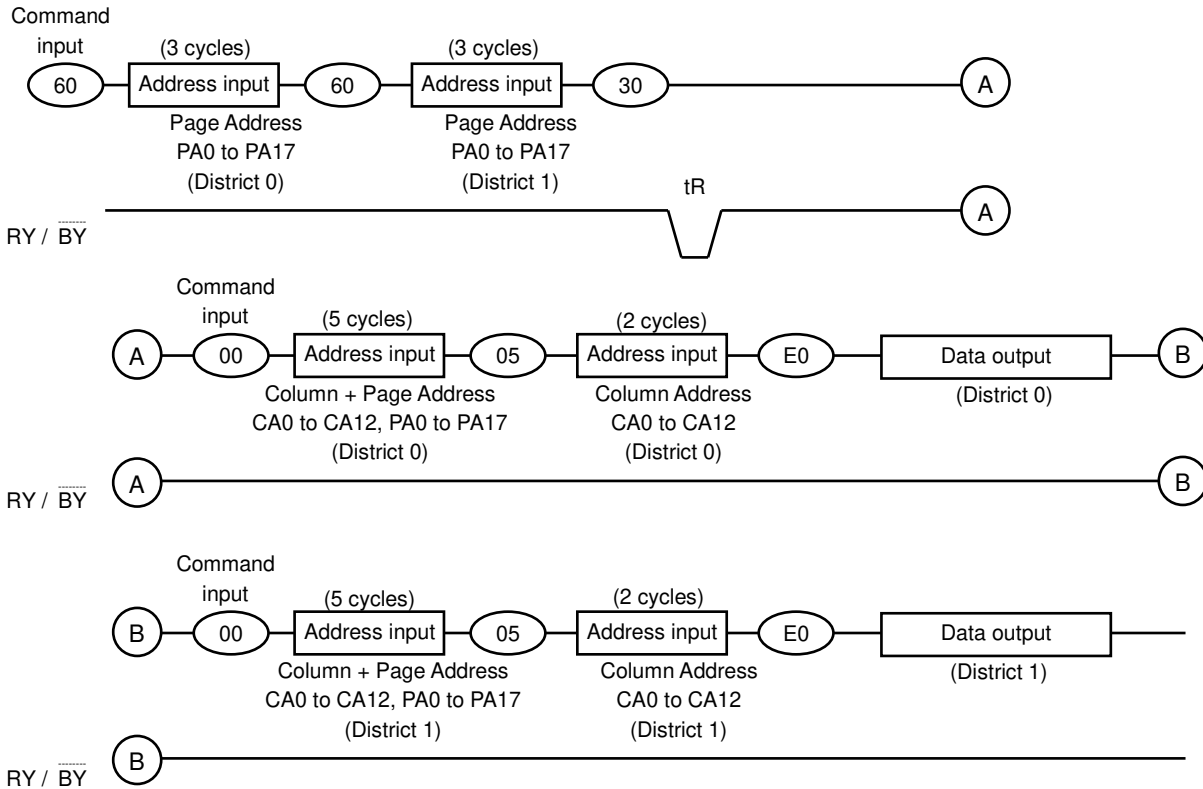 Command
input
(3 cycles)
(3 cycles)
60
Address input
60
Address input
30
A
Page Address
PA0 to PA17
(District 0)
Page Address
PA0 to PA17
(District 1)
tR
RY / BY
A
Command
input
(5 cycles)
(2 cycles)
A
00
Address input
05
Address input
E0
Data output
B
Column + Page Address
CA0 to CA12, PA0 to PA17
(District 0)
Column Address
CA0 to CA12
(District 0)
(District 0)
RY / BY
A
B
Command
input
(5 cycles)
(2 cycles)
B
00
Address input
05
Address input
E0
Data output
Column + Page Address
CA0 to CA12, PA0 to PA17
(District 1)
Column Address
CA0 to CA12
(District 1)
(District 1)
RY / BY
B